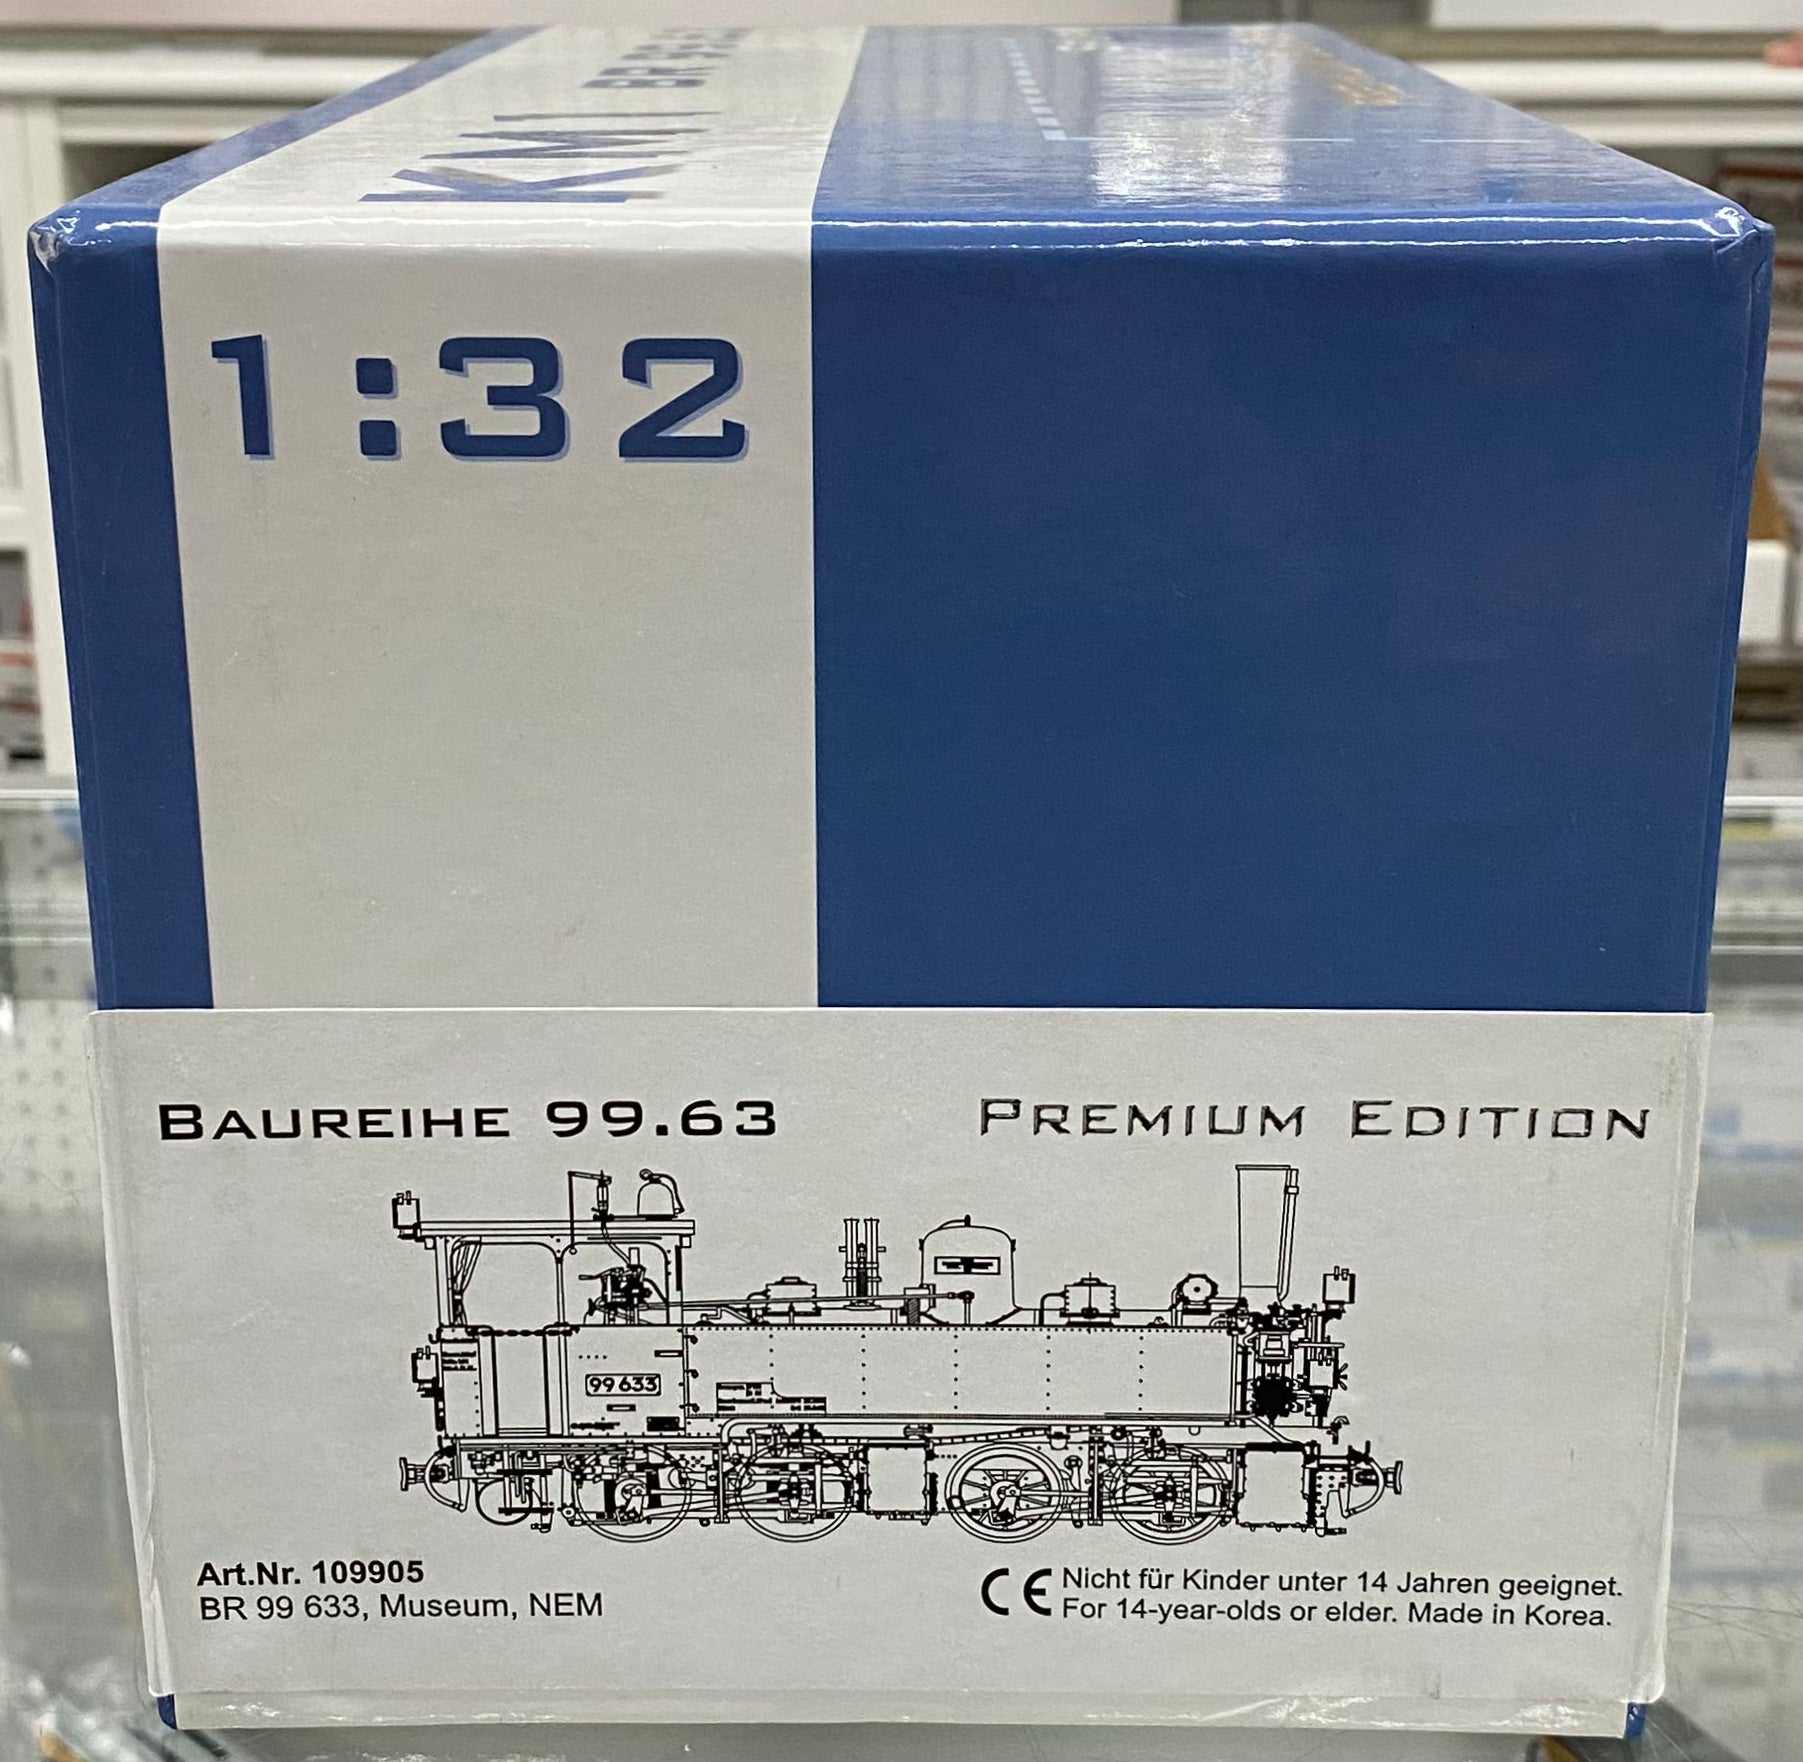 KM1
1:32
BAUREIHE 99.63
PREMIUM EDITION
99 633
Art.Nr. 109905
BR 99 633, Museum, NEM
CE Nicht für Kinder unter 14 Jahren geeignet.
For 14-year-olds or elder. Made in Korea.